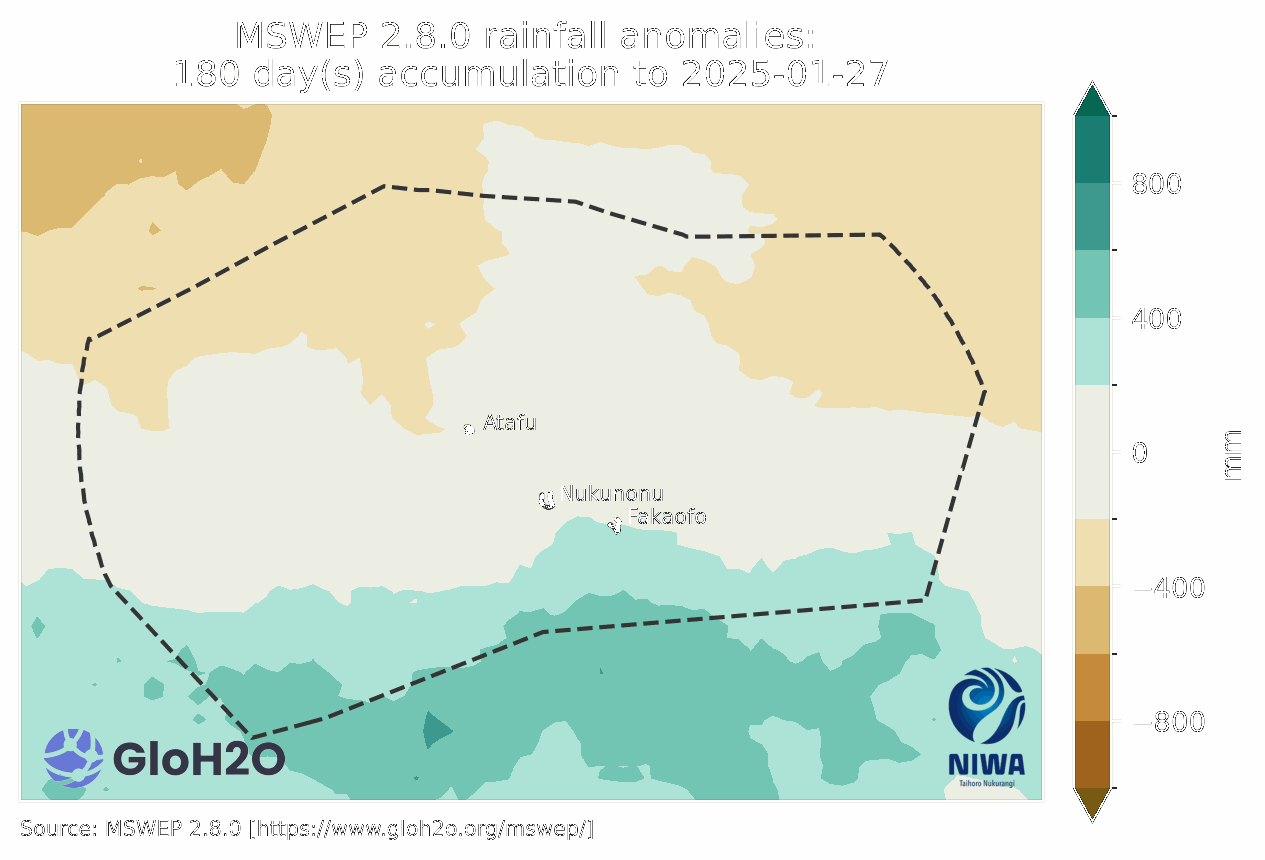 MSWEP 2.8.0 rainfall anomalies:
180 day(s) accumulation to 2025-01-27
800
400
0
−400
−800
mm
Atafu
Nukunonu
Fakaofo
GloH2O
NIWA
Taihoro Nukurangi
Source: MSWEP 2.8.0 [https://www.gloh2o.org/mswep/]